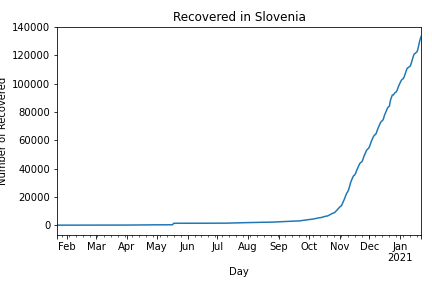 Recovered in Slovenia
140000
120000
100000
80000
60000
40000
20000
0
Number of Recovered
Feb Mar Apr May Jun Jul Aug Sep Oct Nov Dec Jan
2021
Day